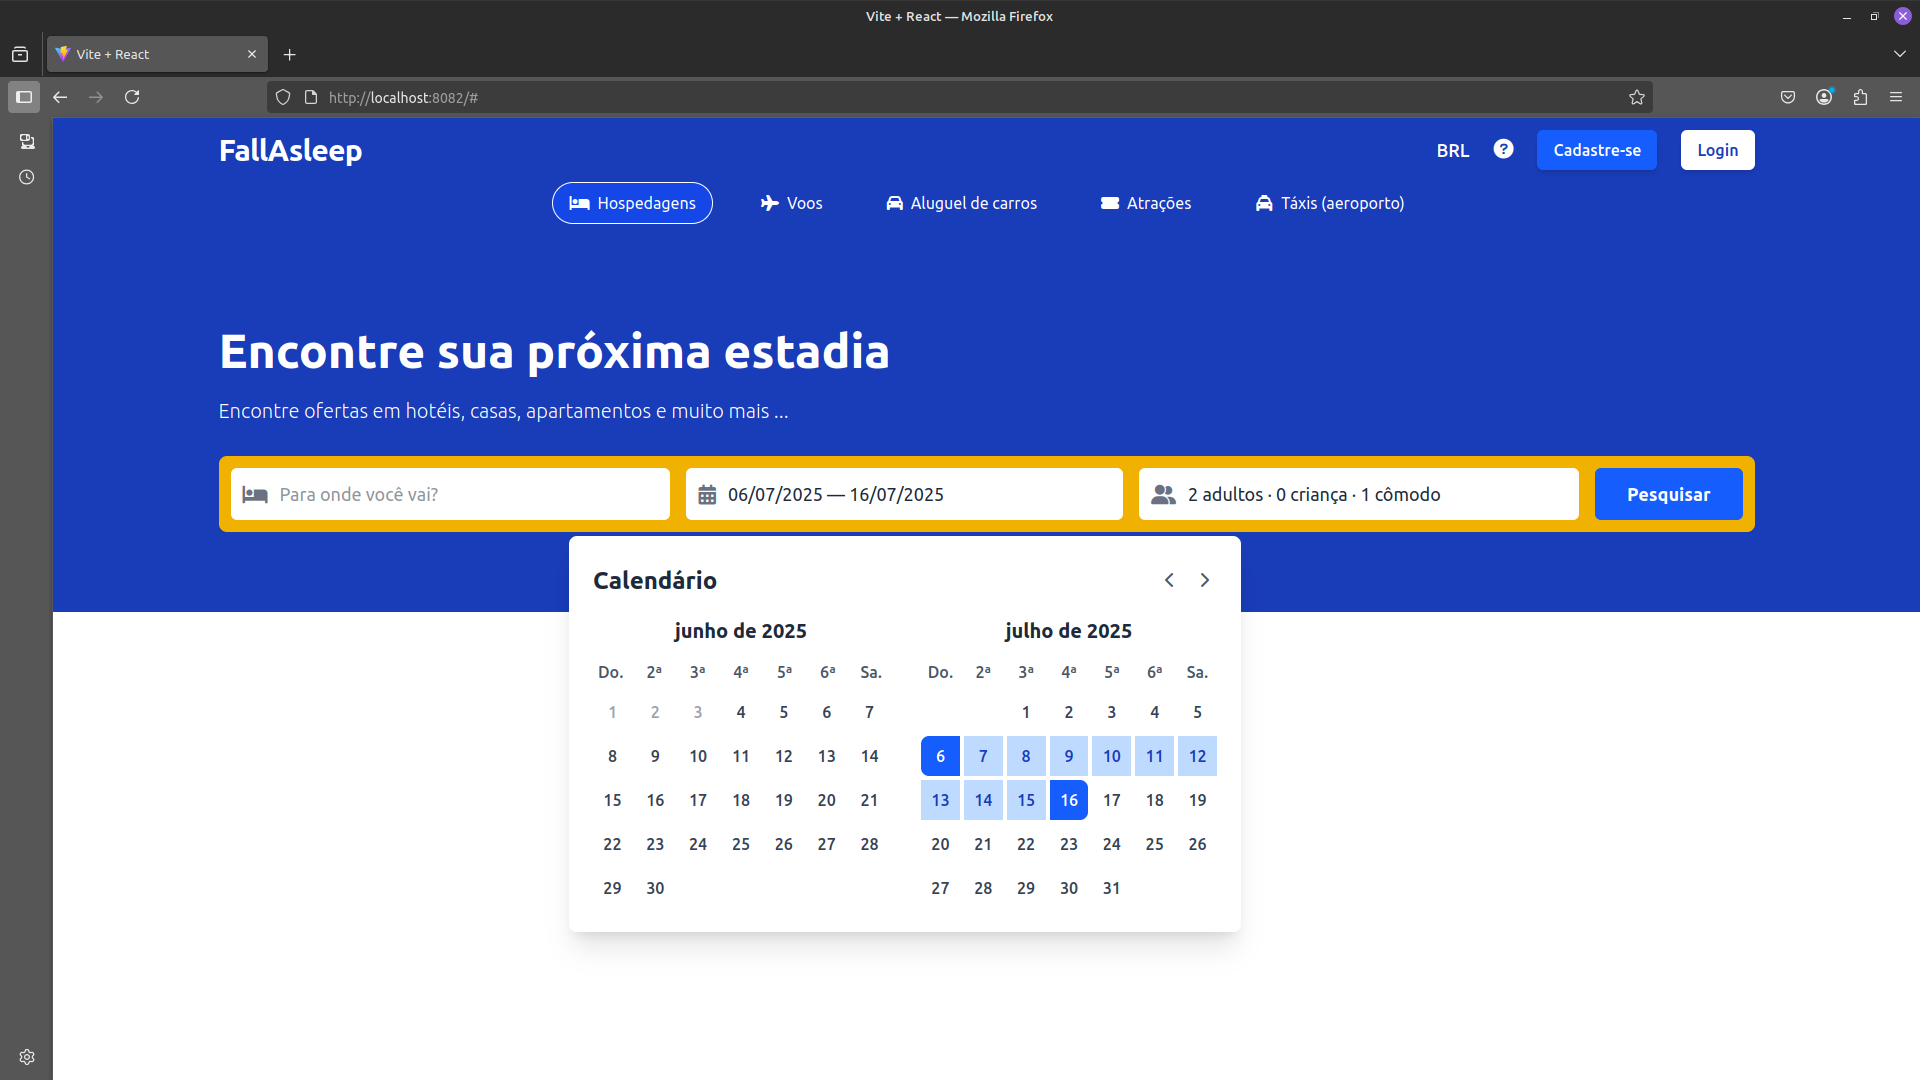 Vite + React — Mozilla Firefox
Vite + React
http://localhost:8082/#
FallAsleep
BRL ? Cadastre-se Login
Hospedagens Voos Aluguel de carros Atrações Táxis (aeroporto)
Encontre sua próxima estadia
Encontre ofertas em hotéis, casas, apartamentos e muito mais ...
Para onde você vai? 06/07/2025 — 16/07/2025 2 adultos · 0 criança · 1 cômodo Pesquisar
Calendário
junho de 2025
Do. 2ª 3ª 4ª 5ª 6ª Sa.
1 2 3 4 5 6 7
8 9 10 11 12 13 14
15 16 17 18 19 20 21
22 23 24 25 26 27 28
29 30
julho de 2025
Do. 2ª 3ª 4ª 5ª 6ª Sa.
1 2 3 4 5
6 7 8 9 10 11 12
13 14 15 16 17 18 19
20 21 22 23 24 25 26
27 28 29 30 31